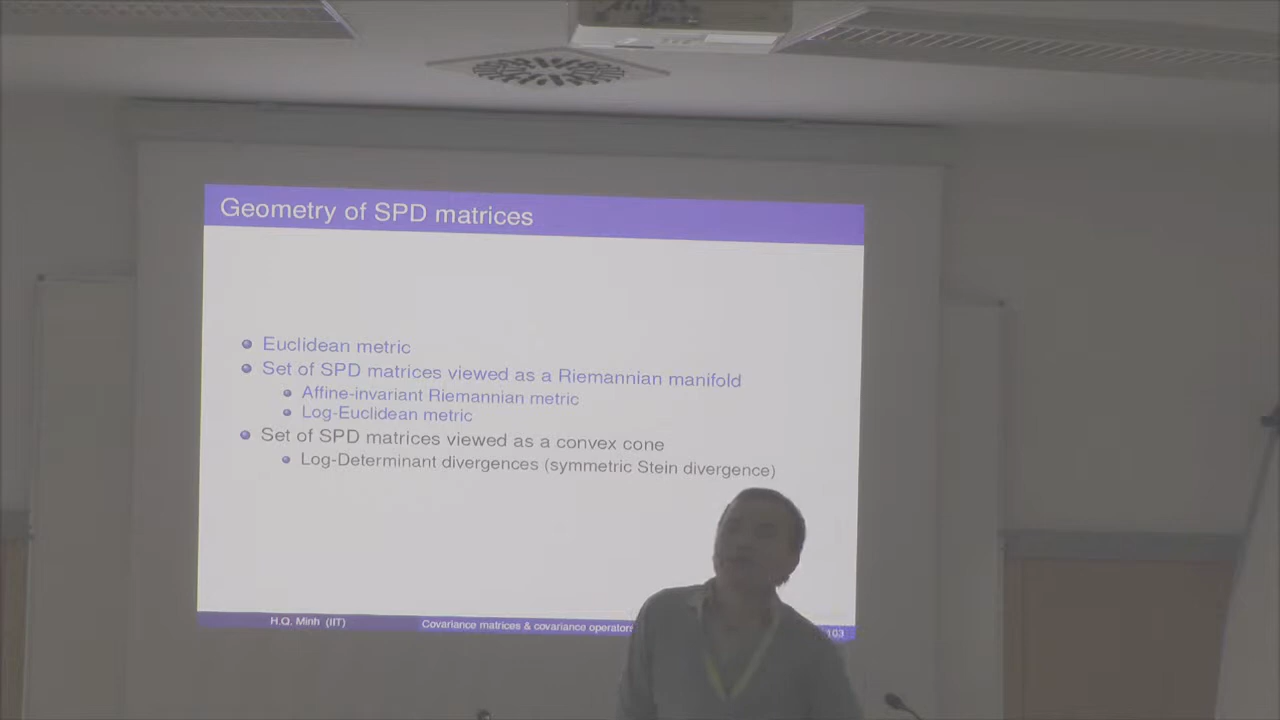 Geometry of SPD matrices
Euclidean metric
Set of SPD matrices viewed as a Riemannian manifold
Affine-invariant Riemannian metric
Log-Euclidean metric
Set of SPD matrices viewed as a convex cone
Log-Determinant divergences (symmetric Stein divergence)
H.Q. Minh (IIT) Covariance matrices & covariance operators 103